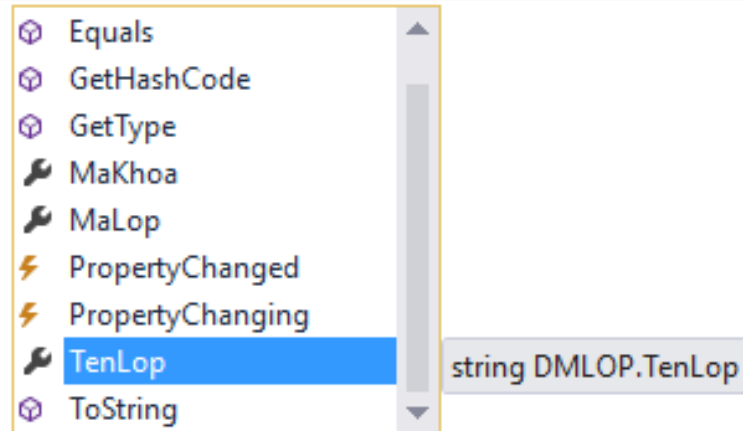 Equals
GetHashCode
GetType
MaKhoa
MaLop
PropertyChanged
PropertyChanging
TenLop
string DMLOP.TenLop
ToString